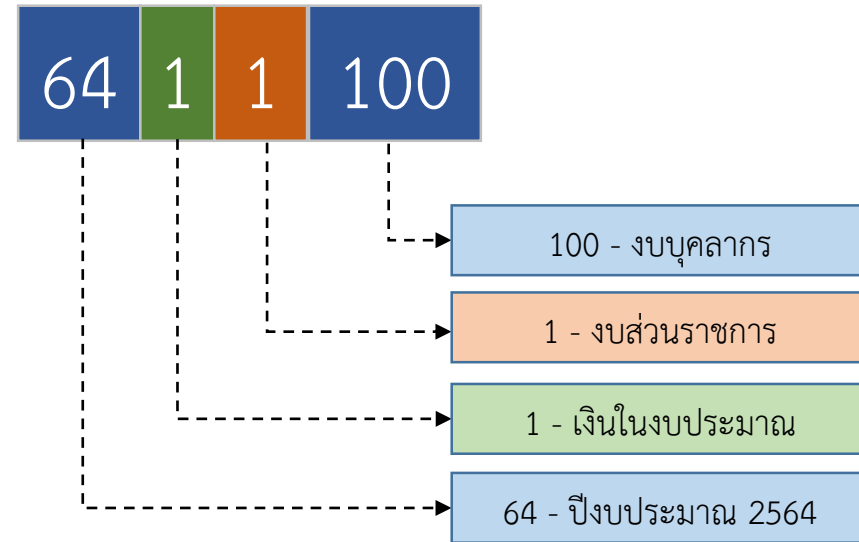 64 1 1 100
100 - งบบุคลากร
1 - งบส่วนราชการ
1 - เงินในงบประมาณ
64 - ปีงบประมาณ 2564